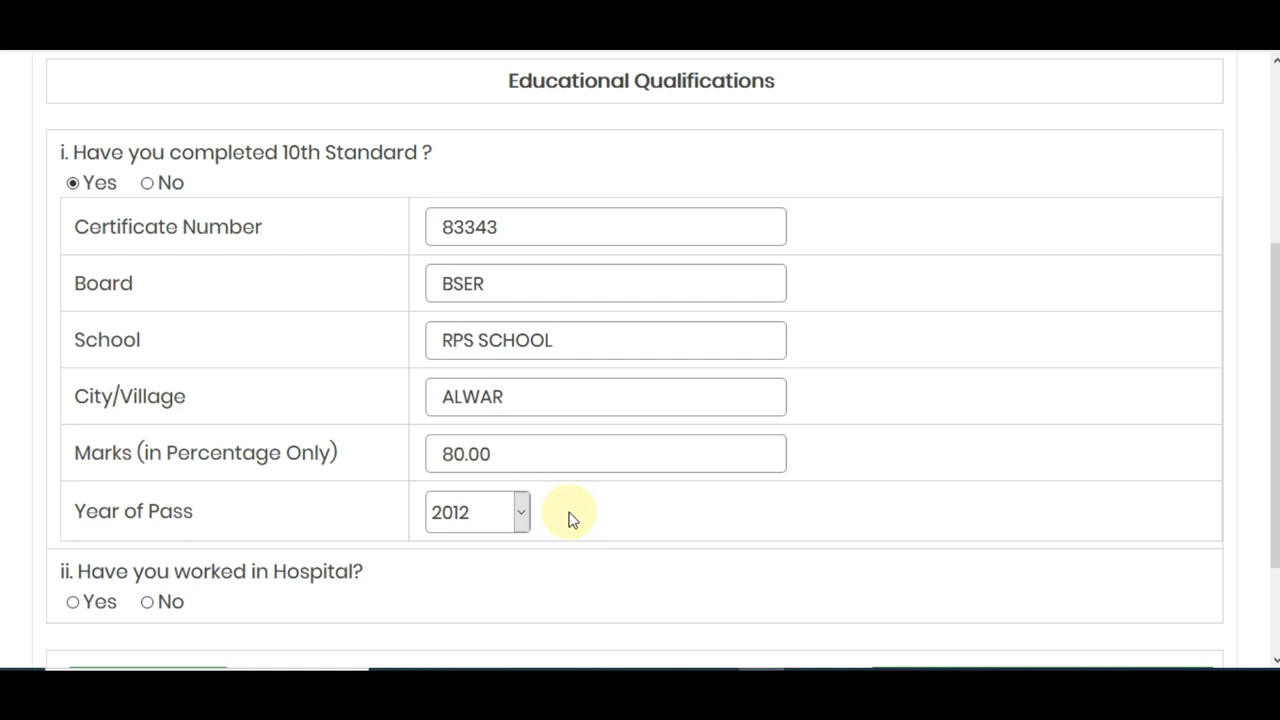 Educational Qualifications
i. Have you completed 10th Standard ?
Yes No
Certificate Number 83343
Board BSER
School RPS SCHOOL
City/Village ALWAR
Marks (in Percentage Only) 80.00
Year of Pass 2012
ii. Have you worked in Hospital?
Yes No